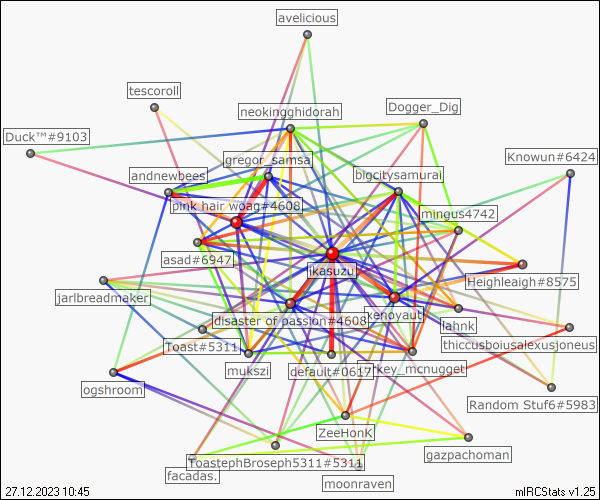 avelicious
tescoroll
neokingghidorah
Dogger_Dig
Duck™#9103
gregor_samsa
Knowun#6424
andnewbees
bigcitysamurai
pink hair woag#4608
mingus4742
asad#6947
jkasuzu
Heighleaigh#8575
jarlbreadmaker
disaster of passion#4608
xenoyaut
lahnk
Toast#5311
thiccusboiusalexusjoneus
mukszi
default#0617
rkey_mcnugget
ogshroom
Random Stuf6#5983
ZeeHonK
gazpachoman
ToastephBroseph5311#5311
facadas.
moonraven
27.12.2023 10:45
mIRCStats v1.25